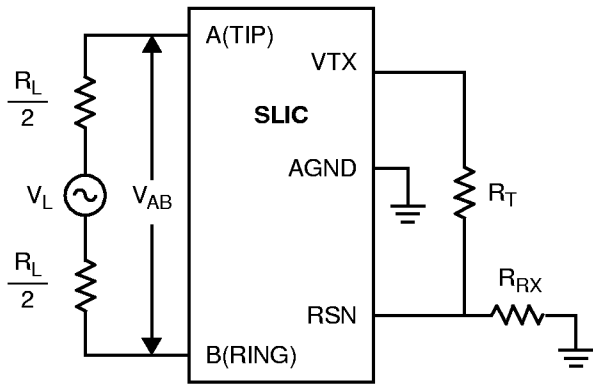 A(TIP)
VTX
R_L
2
SLIC
AGND
V_L
V_AB
R_T
R_L
2
R_RX
RSN
B(RING)